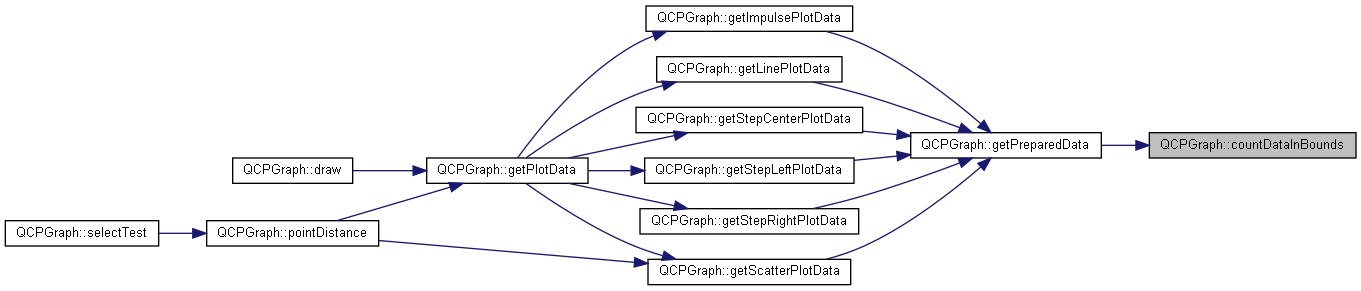 QCPGraph::getImpulsePlotData
QCPGraph::getLinePlotData
QCPGraph::getStepCenterPlotData
QCPGraph::getPreparedData
QCPGraph::countDataInBounds
QCPGraph::draw
QCPGraph::getPlotData
QCPGraph::getStepLeftPlotData
QCPGraph::getStepRightPlotData
QCPGraph::selectTest
QCPGraph::pointDistance
QCPGraph::getScatterPlotData